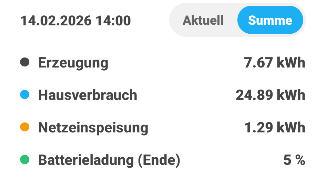 14.02.2026 14:00 Aktuell Summe
Erzeugung 7.67 kWh
Hausverbrauch 24.89 kWh
Netzeinspeisung 1.29 kWh
Batterieladung (Ende) 5 %